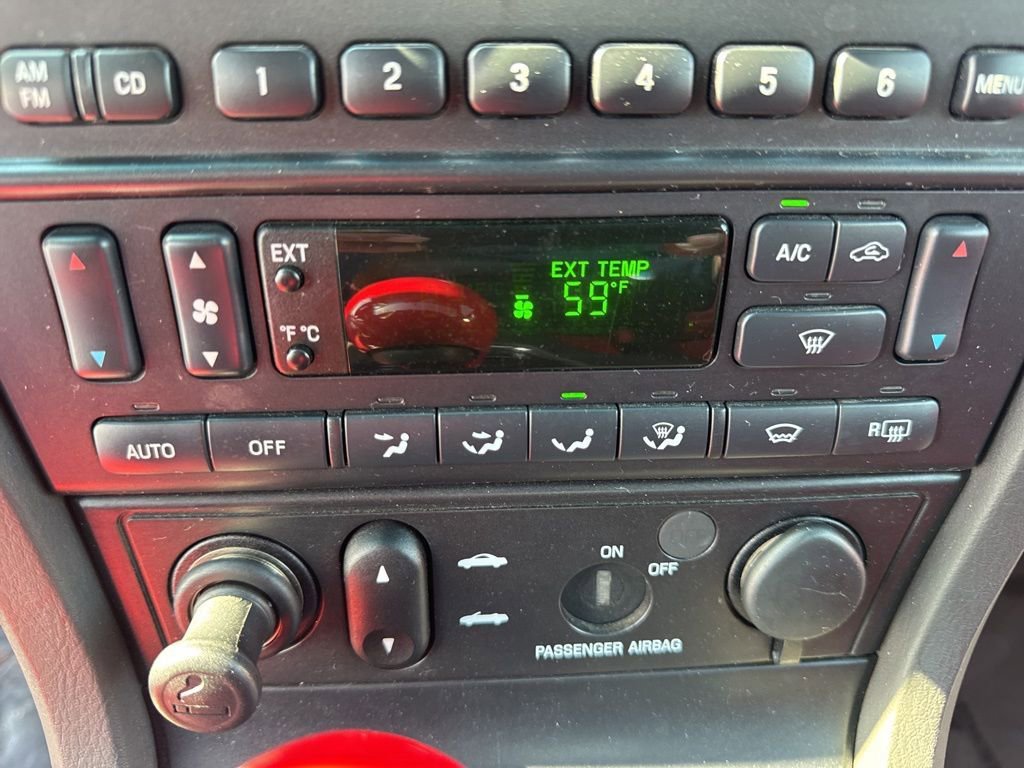 AM FM CD 1 2 3 4 5 6 MENU
EXT
EXT TEMP
59°F
A/C
°F °C
AUTO OFF R
ON
OFF
PASSENGER AIRBAG